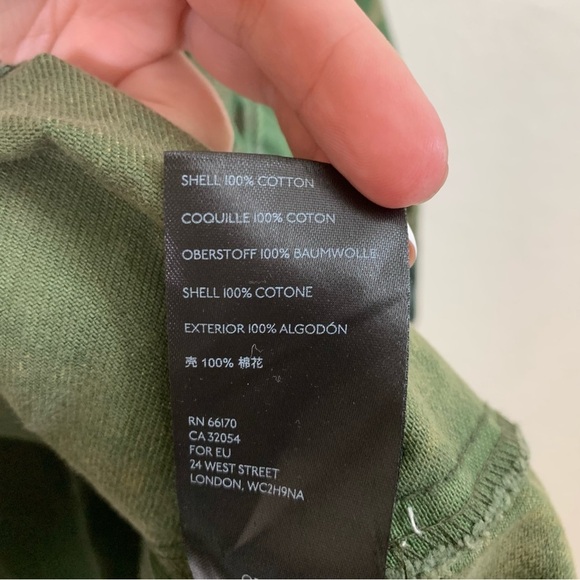 SHELL 100% COTTON
COQUILLE 100% COTON
OBERSTOFF 100% BAUMWOLLE
SHELL 100% COTONE
EXTERIOR 100% ALGODÓN
壳 100% 棉花
RN 66170
CA 32054
FOR EU
24 WEST STREET
LONDON, WC2H9NA